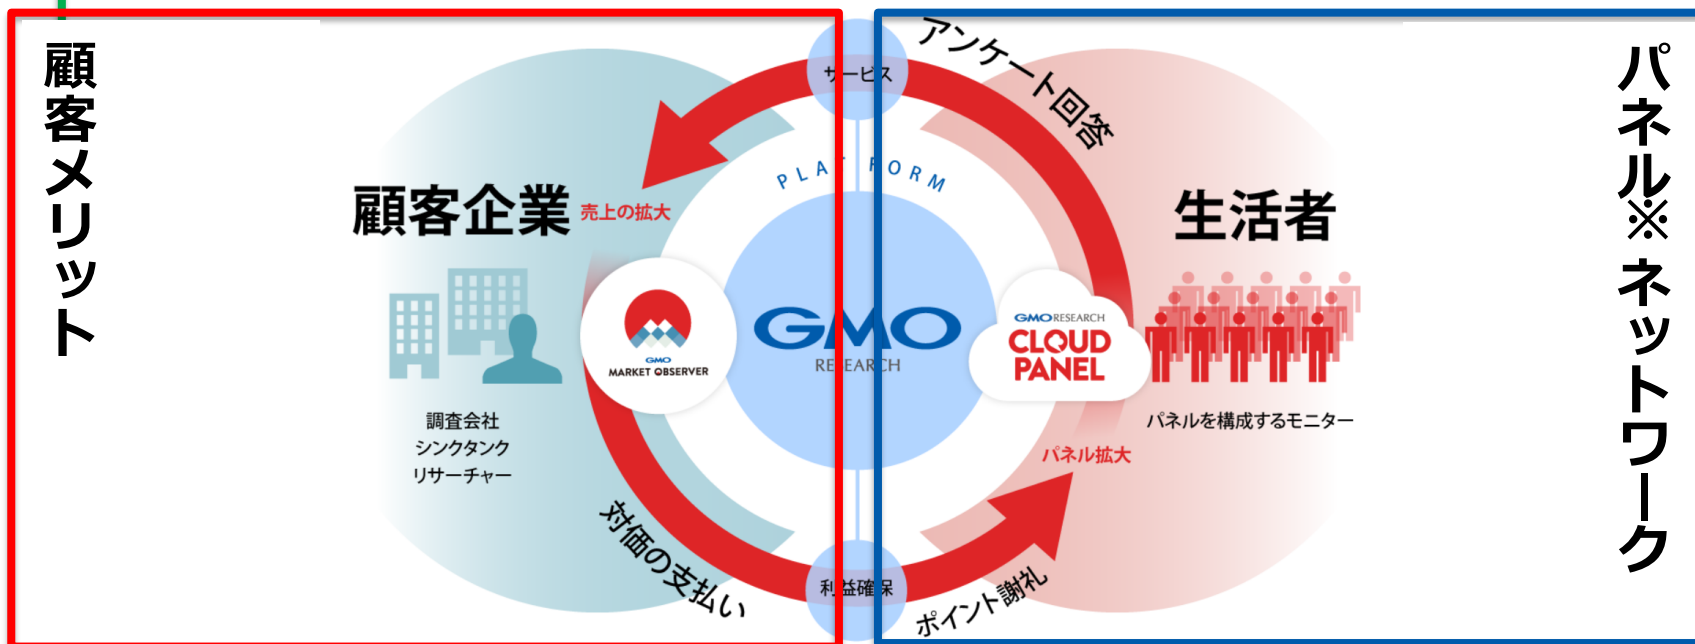 顧客メリット
パネル※ネットワーク
サービス
アンケート回答
PLATFORM
顧客企業
売上の拡大
生活者
GMO
MARKET OBSERVER
GMO
RESEARCH
GMO RESEARCH
CLOUD
PANEL
調査会社
シンクタンク
リサーチャー
パネルを構成するモニター
パネル拡大
対価の支払い
利益確保
ポイント謝礼